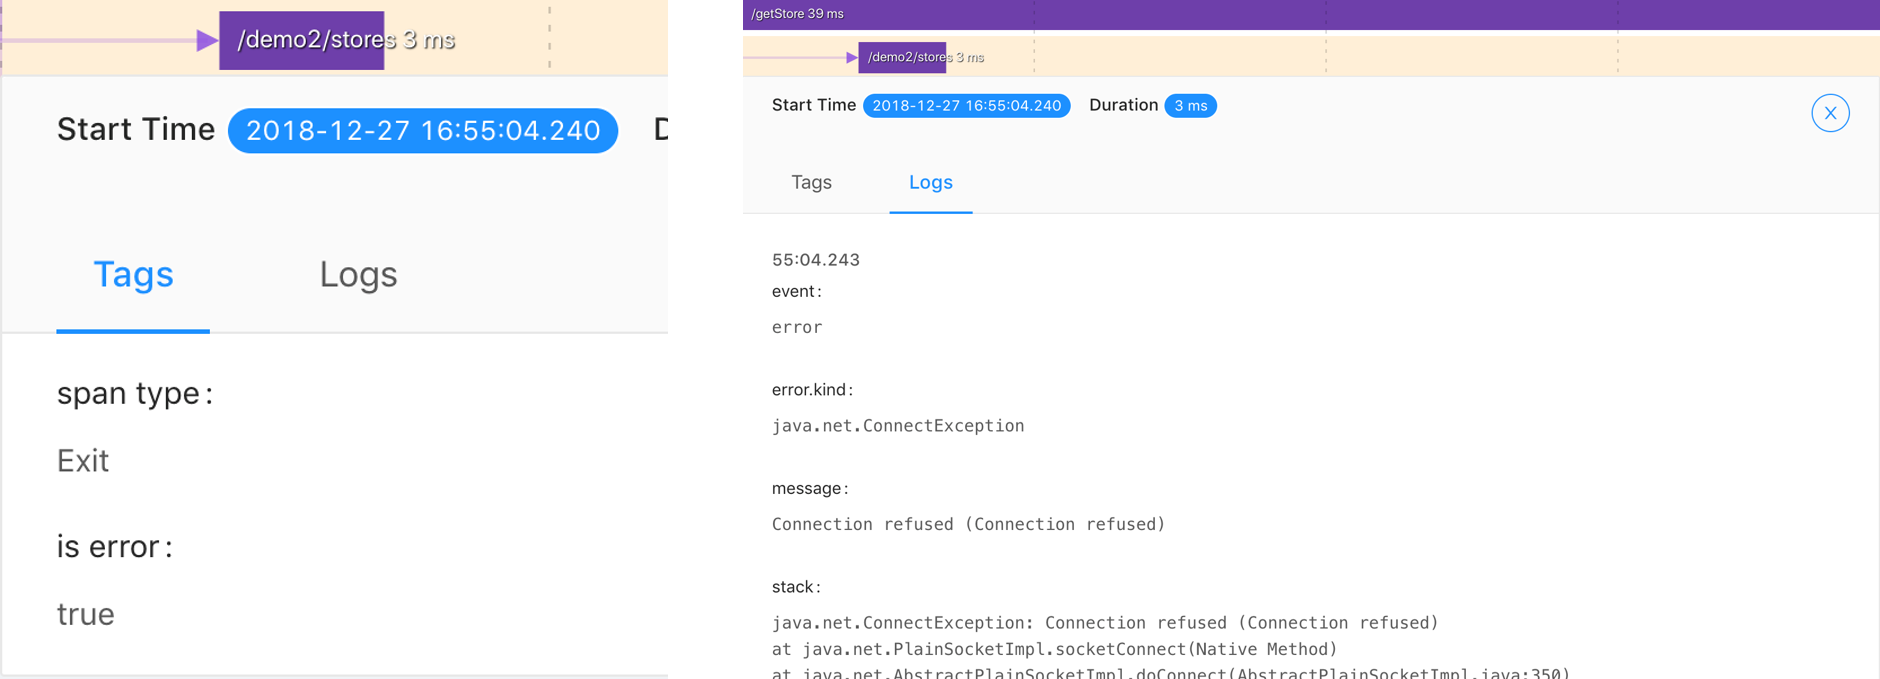 /demo2/stores 3 ms
Start Time 2018-12-27 16:55:04.240 D
Tags Logs
span type:
Exit
is error:
true
/getStore 39 ms
/demo2/stores 3 ms
Start Time 2018-12-27 16:55:04.240 Duration 3 ms
X
Tags Logs
55:04.243
event:
error
error.kind:
java.net.ConnectException
message:
Connection refused (Connection refused)
stack:
java.net.ConnectException: Connection refused (Connection refused)
at java.net.PlainSocketImpl.socketConnect(Native Method)
at java.net.AbstractPlainSocketImpl.doConnect(AbstractPlainSocketImpl.java:350)